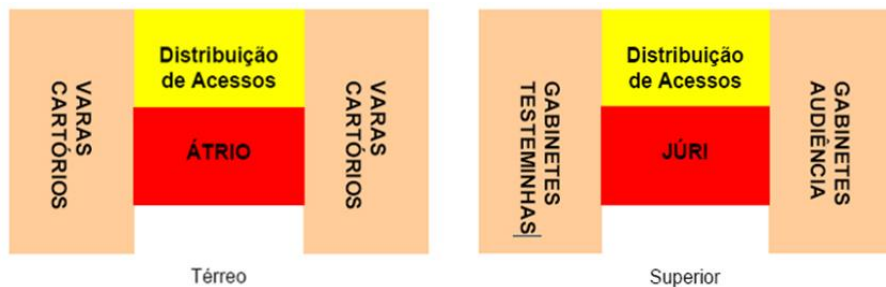 VARAS
CARTÓRIOS
Distribuição
de Acessos
ÁTRIO
VARAS
CARTÓRIOS
Térreo
GABINETES
TESTEMINHAS
Distribuição
de Acessos
JÚRI
GABINETES
AUDIÊNCIA
Superior